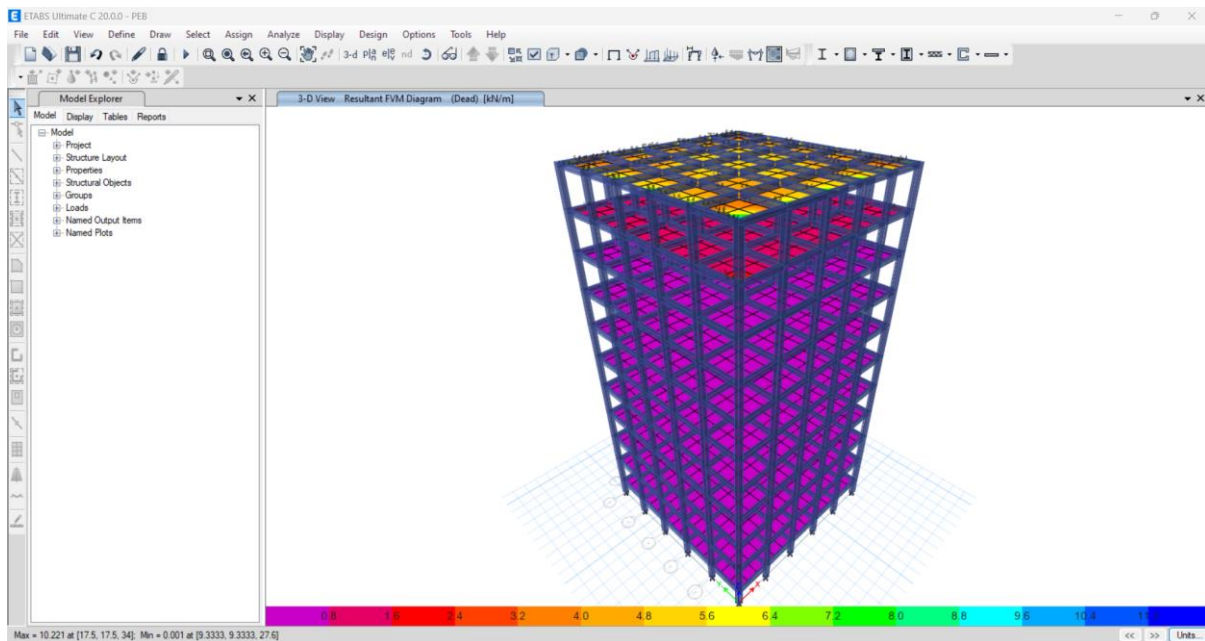 ETABS Ultimate C 20.0.0 - PEB
File Edit View Define Draw Select Assign Analyze Display Design Options Tools Help
3-d
nd
Model Explorer
3-D View Resultant FVM Diagram (Dead) [kN/m]
Model Display Tables Reports
Model
Project
Structure Layout
Properties
Structural Objects
Groups
Loads
Named Output Items
Named Plots
0.8 1.6 2.4 3.2 4.0 4.8 5.6 6.4 7.2 8.0 8.8 9.6 10.4
Max = 10.221 at [17.5, 17.5, 34]; Min = 0.001 at [9.3333, 9.3333, 27.6]
<< >> Units...